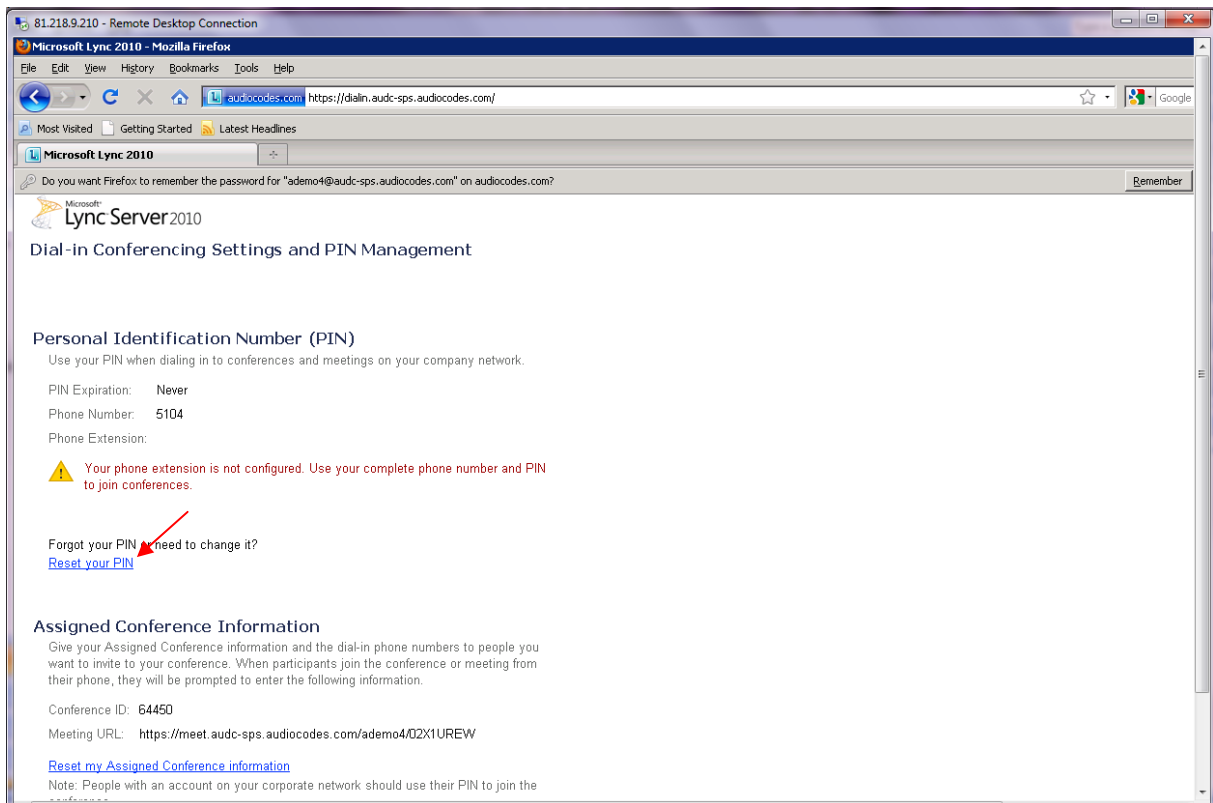 81.218.9.210 - Remote Desktop Connection
Microsoft Lync 2010 - Mozilla Firefox
File Edit View History Bookmarks Tools Help
audiocodes.com https://dialin.audc-sps.audiocodes.com/ Google
Most Visited Getting Started Latest Headlines
Microsoft Lync 2010
Do you want Firefox to remember the password for "ademo4@audc-sps.audiocodes.com" on audiocodes.com? Remember
Microsoft
Lync Server 2010
Dial-in Conferencing Settings and PIN Management
Personal Identification Number (PIN)
Use your PIN when dialing in to conferences and meetings on your company network.
PIN Expiration: Never
Phone Number: 5104
Phone Extension:
Your phone extension is not configured. Use your complete phone number and PIN
to join conferences.
Forgot your PIN or need to change it?
Reset your PIN
Assigned Conference Information
Give your Assigned Conference information and the dial-in phone numbers to people you
want to invite to your conference. When participants join the conference or meeting from
their phone, they will be prompted to enter the following information.
Conference ID: 64450
Meeting URL: https://meet.audc-sps.audiocodes.com/ademo4/02X1UREW
Reset my Assigned Conference information
Note: People with an account on your corporate network should use their PIN to join the